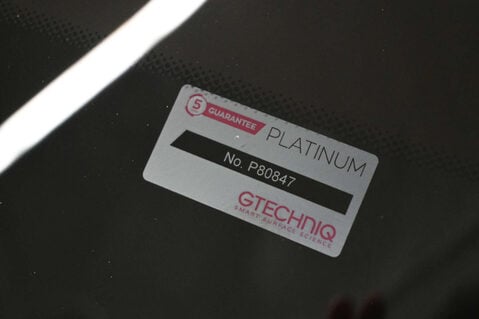 5 GUARANTEE
PLATINUM
No. P80847
GTECHNIQ
SMART SURFACE SCIENCE